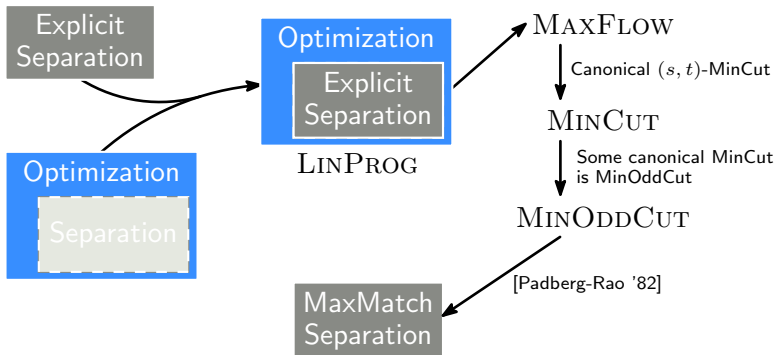 Explicit
Separation
Optimization
Separation
Optimization
Explicit
Separation
LINPROG
MAXFLOW
Canonical (s, t)-MinCut
MINCUT
Some canonical MinCut
is MinOddCut
MINODDCUT
[Padberg-Rao '82]
MaxMatch
Separation